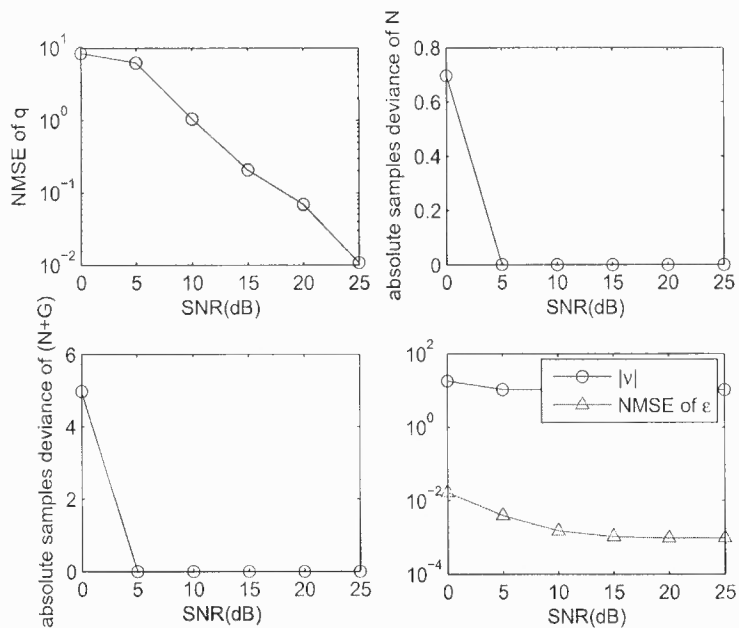 NMSE of q
10^1
10^0
10^-1
10^-2
0 5 10 15 20 25
SNR(dB)
absolute samples deviance of N
0.8
0.6
0.4
0.2
0
0 5 10 15 20 25
SNR(dB)
absolute samples deviance of (N+G)
6
4
2
0
0 5 10 15 20 25
SNR(dB)
10^2
10^0
10^-2
10^-4
|ν|
NMSE of ε
0 5 10 15 20 25
SNR(dB)